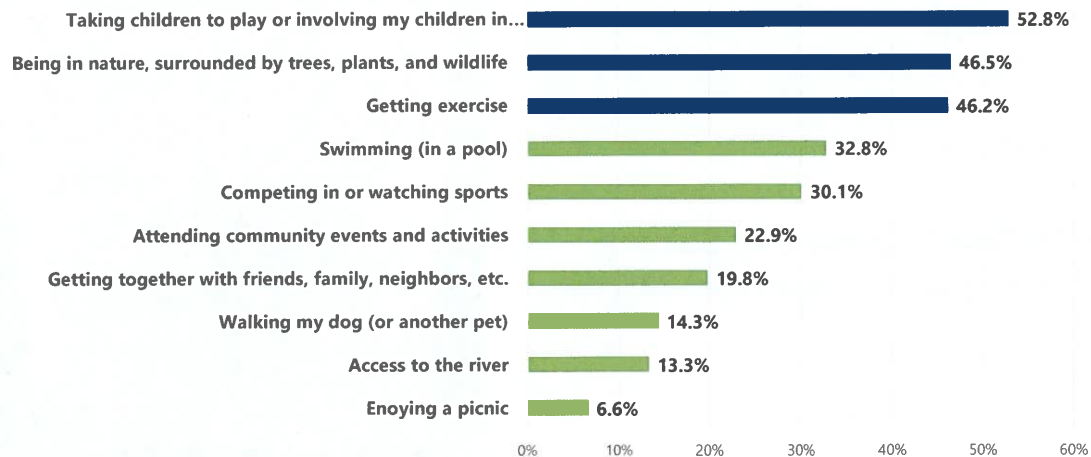 Taking children to play or involving my children in... 52.8%
Being in nature, surrounded by trees, plants, and wildlife 46.5%
Getting exercise 46.2%
Swimming (in a pool) 32.8%
Competing in or watching sports 30.1%
Attending community events and activities 22.9%
Getting together with friends, family, neighbors, etc. 19.8%
Walking my dog (or another pet) 14.3%
Access to the river 13.3%
Enoying a picnic 6.6%
0% 10% 20% 30% 40% 50% 60%